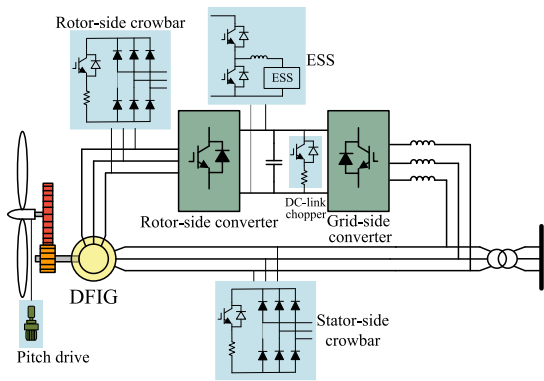 Rotor-side crowbar
ESS
ESS
DC-link
chopper
Rotor-side converter
Grid-side
converter
DFIG
Pitch drive
Stator-side
crowbar